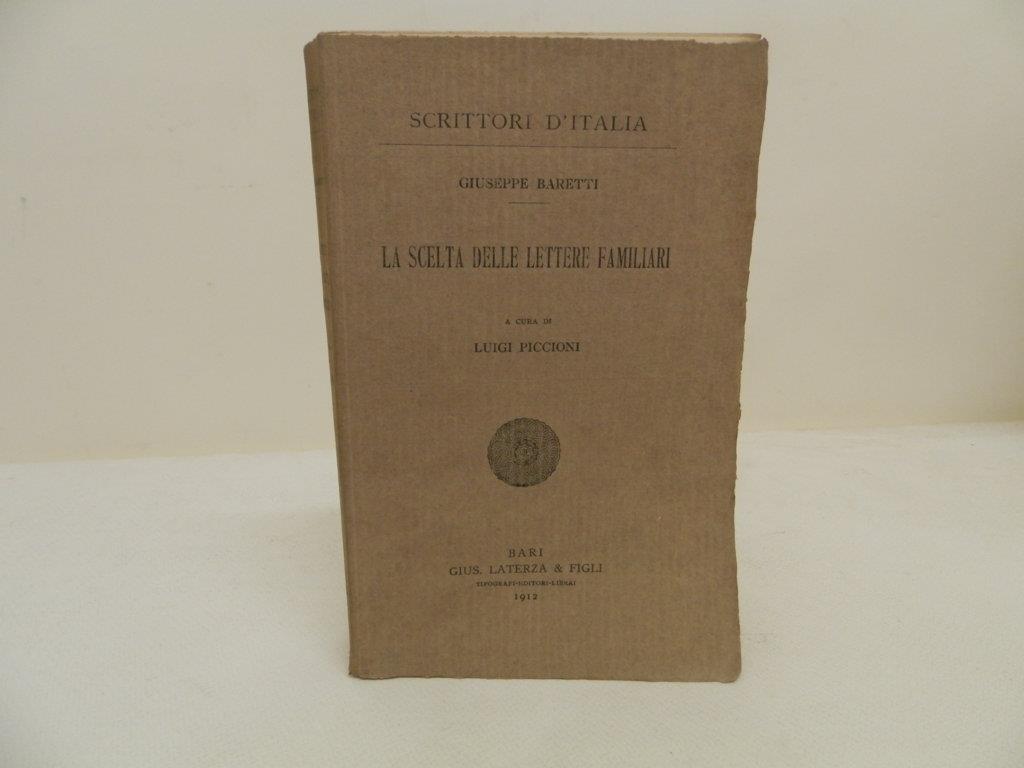 SCRITTORI D'ITALIA
GIUSEPPE BARETTI
LA SCELTA DELLE LETTERE FAMILIARI
A CURA DI
LUIGI PICCIONI
BARI
GIUS. LATERZA & FIGLI
TIPOGRAFI-EDITORI-LIBRAI
1912